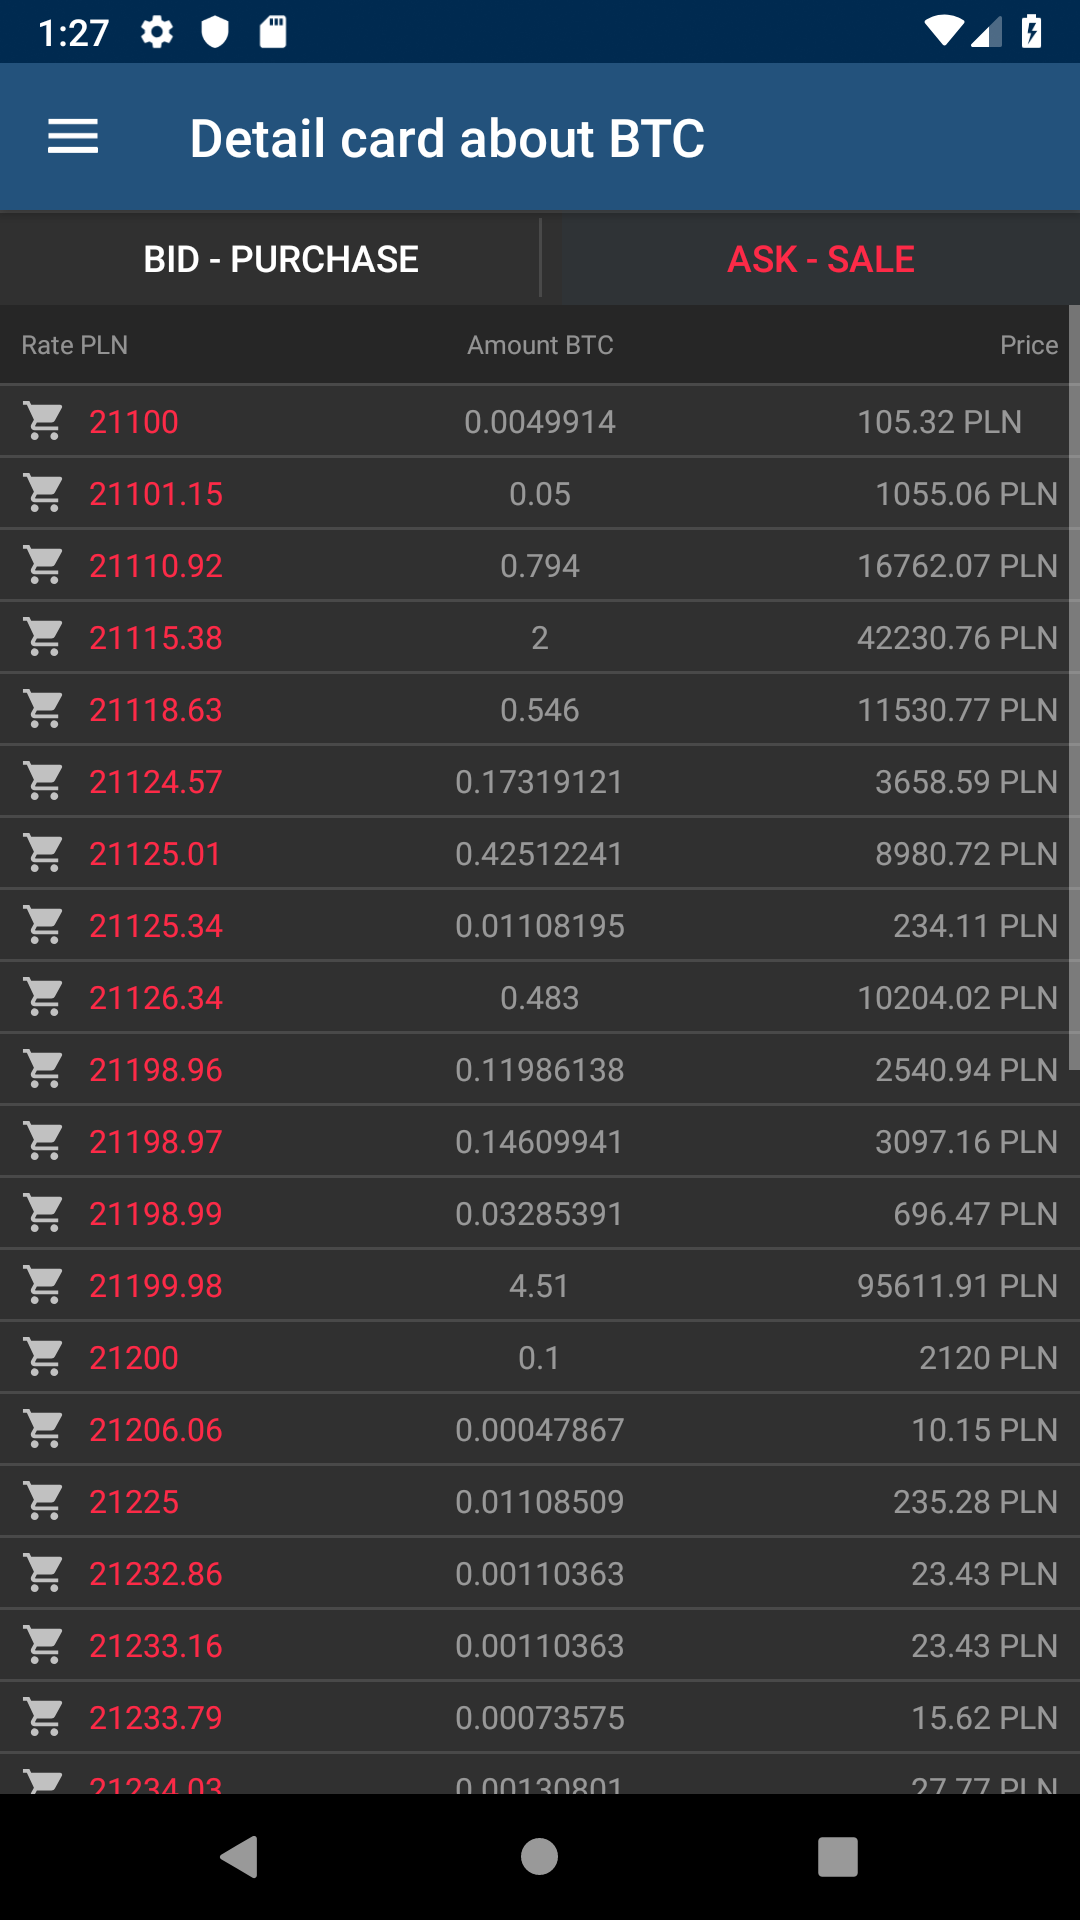 1:27
Detail card about BTC
BID - PURCHASE ASK - SALE
Rate PLN Amount BTC Price
21100 0.0049914 105.32 PLN
21101.15 0.05 1055.06 PLN
21110.92 0.794 16762.07 PLN
21115.38 2 42230.76 PLN
21118.63 0.546 11530.77 PLN
21124.57 0.17319121 3658.59 PLN
21125.01 0.42512241 8980.72 PLN
21125.34 0.01108195 234.11 PLN
21126.34 0.483 10204.02 PLN
21198.96 0.11986138 2540.94 PLN
21198.97 0.14609941 3097.16 PLN
21198.99 0.03285391 696.47 PLN
21199.98 4.51 95611.91 PLN
21200 0.1 2120 PLN
21206.06 0.00047867 10.15 PLN
21225 0.01108509 235.28 PLN
21232.86 0.00110363 23.43 PLN
21233.16 0.00110363 23.43 PLN
21233.79 0.00073575 15.62 PLN
21234.03 0.00130801 27.77 PLN